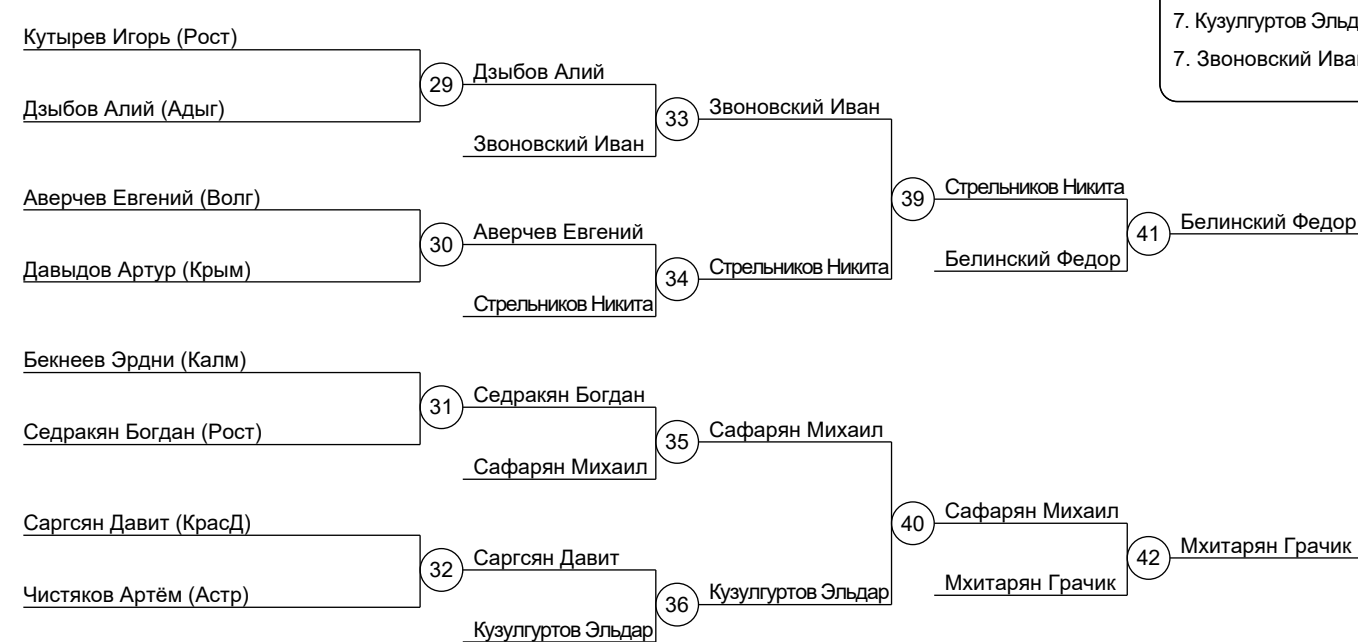 7. Кузулгуртов Эльд
7. Звоновский Иван
Кутырев Игорь (Рост)
Дзыбов Алий (Адыг)
29
Дзыбов Алий
Звоновский Иван
33
Звоновский Иван
Аверчев Евгений (Волг)
Давыдов Артур (Крым)
30
Аверчев Евгений
Стрельников Никита
34
Стрельников Никита
39
Стрельников Никита
Белинский Федор
41
Белинский Федор
Бекнеев Эрдни (Калм)
Седракян Богдан (Рост)
31
Седракян Богдан
Сафарян Михаил
35
Сафарян Михаил
Саргсян Давит (КрасД)
Чистяков Артём (Астр)
32
Саргсян Давит
Кузулгуртов Эльдар
36
Кузулгуртов Эльдар
40
Сафарян Михаил
Мхитарян Грачик
42
Мхитарян Грачик